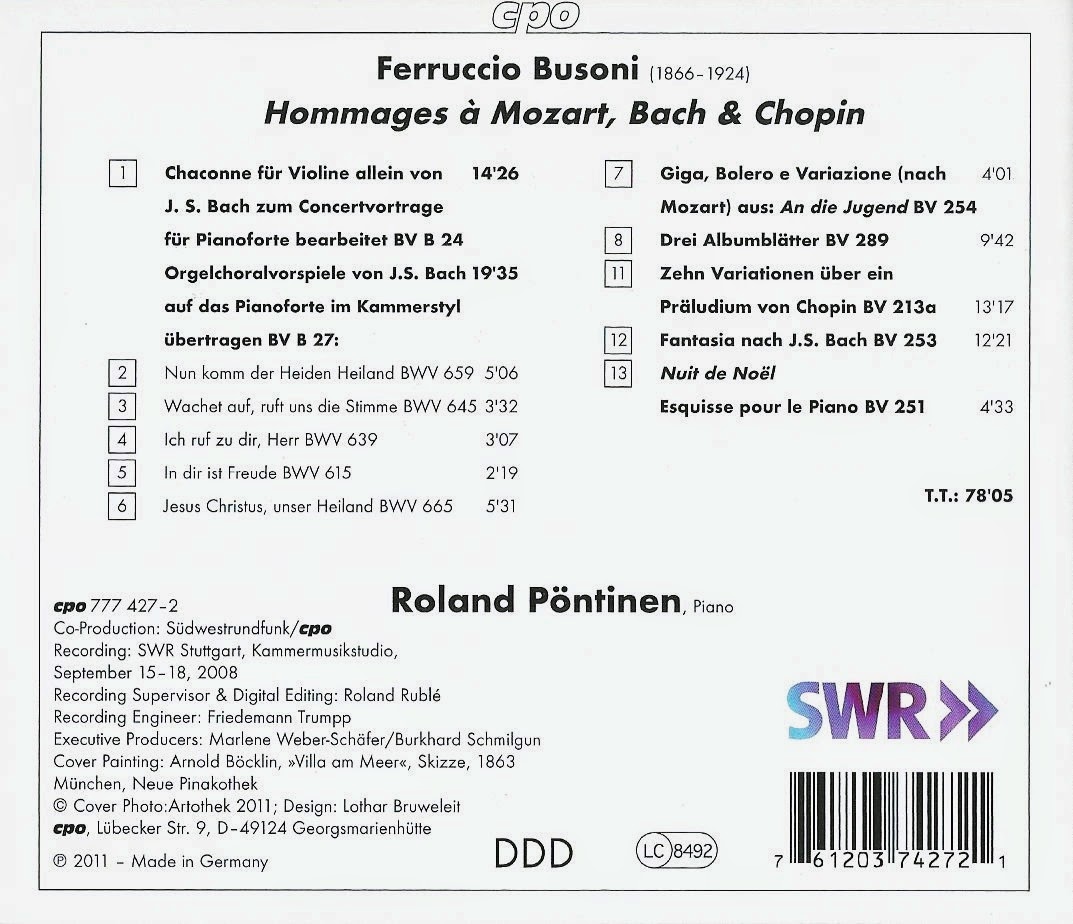 cpo
Ferruccio Busoni (1866–1924)
Hommages à Mozart, Bach & Chopin
1 Chaconne für Violine allein von 14'26
J. S. Bach zum Concertvortrage
für Pianoforte bearbeitet BV B 24
Orgelchoralvorspiele von J.S. Bach 19'35
auf das Pianoforte im Kammerstyl
übertragen BV B 27:
2 Nun komm der Heiden Heiland BWV 659 5'06
3 Wachet auf, ruft uns die Stimme BWV 645 3'32
4 Ich ruf zu dir, Herr BWV 639 3'07
5 In dir ist Freude BWV 615 2'19
6 Jesus Christus, unser Heiland BWV 665 5'31
7 Giga, Bolero e Variazione (nach 4'01
Mozart) aus: An die Jugend BV 254
8 Drei Albumblätter BV 289 9'42
11 Zehn Variationen über ein
Präludium von Chopin BV 213a 13'17
12 Fantasia nach J.S. Bach BV 253 12'21
13 Nuit de Noël
Esquisse pour le Piano BV 251 4'33
T.T.: 78'05
Roland Pöntinen, Piano
cpo 777 427–2
Co-Production: Südwestrundfunk/cpo
Recording: SWR Stuttgart, Kammermusikstudio,
September 15–18, 2008
Recording Supervisor & Digital Editing: Roland Rublé
Recording Engineer: Friedemann Trumpp
Executive Producers: Marlene Weber-Schäfer/Burkhard Schmilgun
Cover Painting: Arnold Böcklin, »Villa am Meer«, Skizze, 1863
München, Neue Pinakothek
© Cover Photo:Artothek 2011; Design: Lothar Bruweleit
cpo, Lübecker Str. 9, D–49124 Georgsmarienhütte
℗ 2011 – Made in Germany
DDD
LC 8492
SWR
7 61203 74272 1